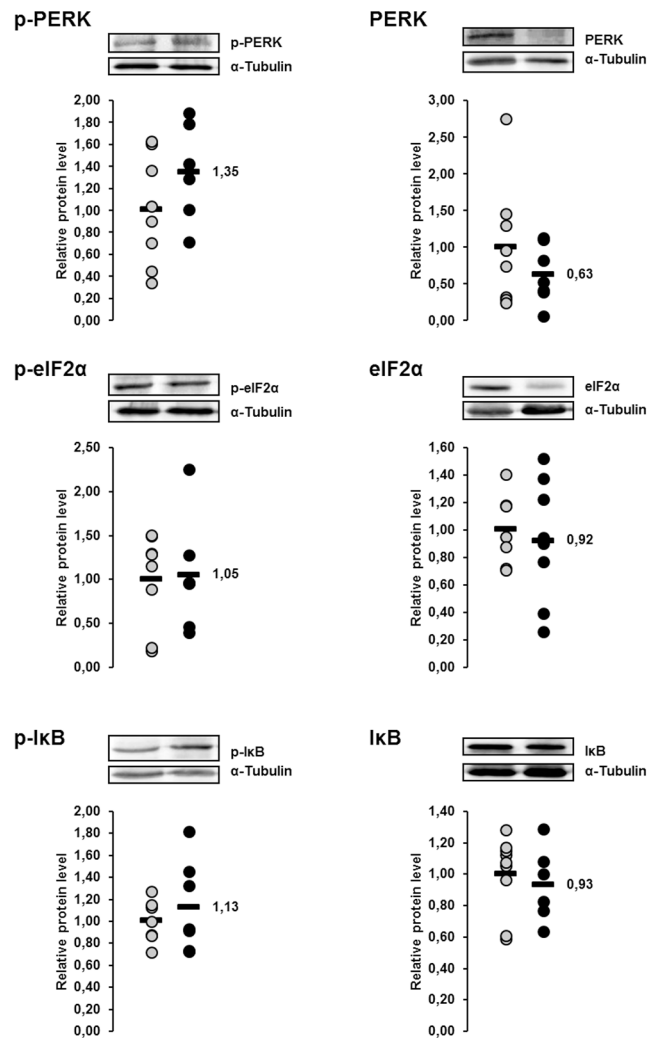 p-PERK
p-PERK
α-Tubulin
Relative protein level
2,00
1,80
1,60
1,40
1,20
1,00
0,80
0,60
0,40
0,20
0,00
1,35
PERK
PERK
α-Tubulin
Relative protein level
3,00
2,50
2,00
1,50
1,00
0,50
0,00
0,63
p-eIF2α
p-eIF2α
α-Tubulin
Relative protein level
2,50
2,00
1,50
1,00
0,50
0,00
1,05
eIF2α
eIF2α
α-Tubulin
Relative protein level
1,60
1,40
1,20
1,00
0,80
0,60
0,40
0,20
0,00
0,92
p-IκB
p-IκB
α-Tubulin
Relative protein level
2,00
1,80
1,60
1,40
1,20
1,00
0,80
0,60
0,40
0,20
0,00
1,13
IκB
IκB
α-Tubulin
Relative protein level
1,40
1,20
1,00
0,80
0,60
0,40
0,20
0,00
0,93